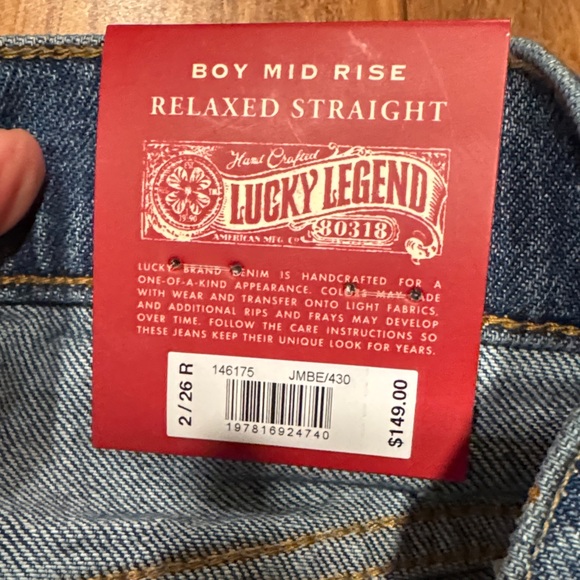 BOY MID RISE
RELAXED STRAIGHT
Hand Crafted
LUCKY LEGEND
19 90
AMERICAN MFG. CO
80318
LUCKY BRAND DENIM IS HANDCRAFTED FOR A
ONE-OF-A-KIND APPEARANCE. COLORS MAY FADE
WITH WEAR AND TRANSFER ONTO LIGHT FABRICS,
AND ADDITIONAL RIPS AND FRAYS MAY DEVELOP
OVER TIME. FOLLOW THE CARE INSTRUCTIONS SO
THESE JEANS KEEP THEIR UNIQUE LOOK FOR YEARS.
2 / 26 R
146175 JMBE/430
197816924740
$149.00